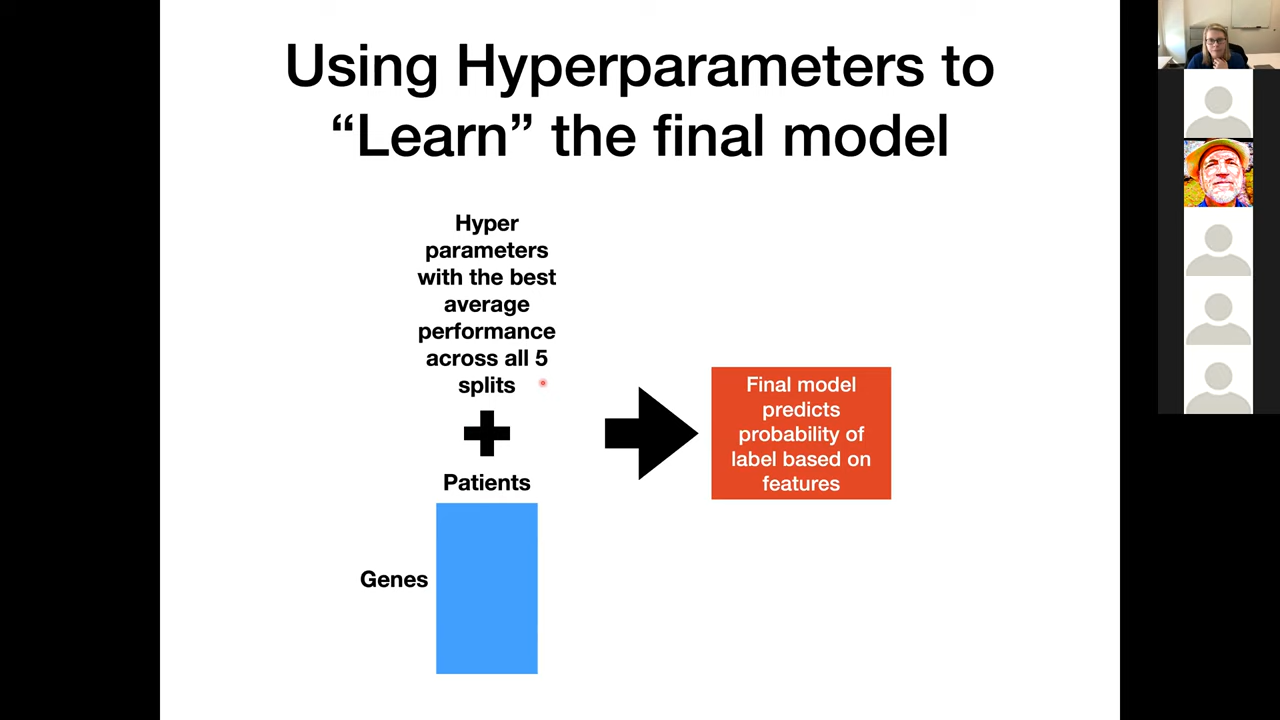 Using Hyperparameters to
“Learn” the final model
Hyper
parameters
with the best
average
performance
across all 5
splits
Patients
Genes
Final model
predicts
probability of
label based on
features